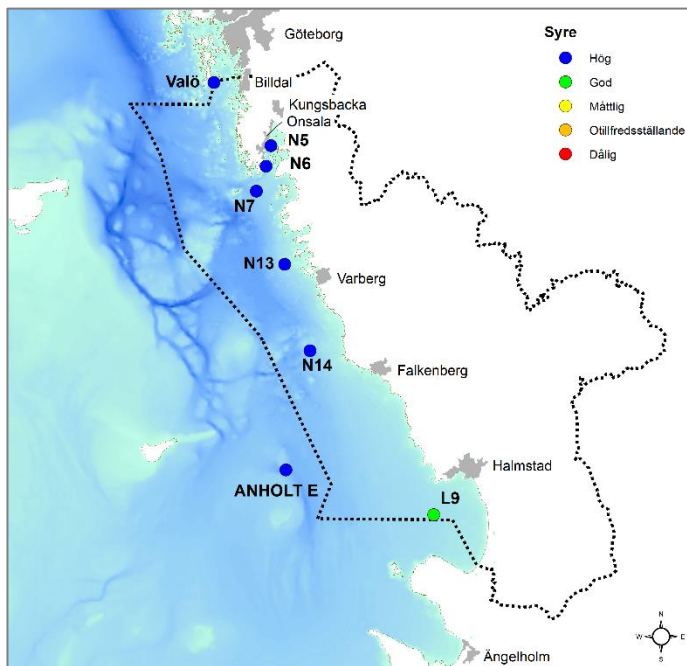 Syre
Hög
God
Måttlig
Otillfredsställande
Dålig
Göteborg
Valö
Billdal
Kungsbacka
Onsala
N5
N6
N7
N13
Varberg
N14
Falkenberg
Halmstad
ANHOLT E
L9
Ängelholm
N
W
E
S